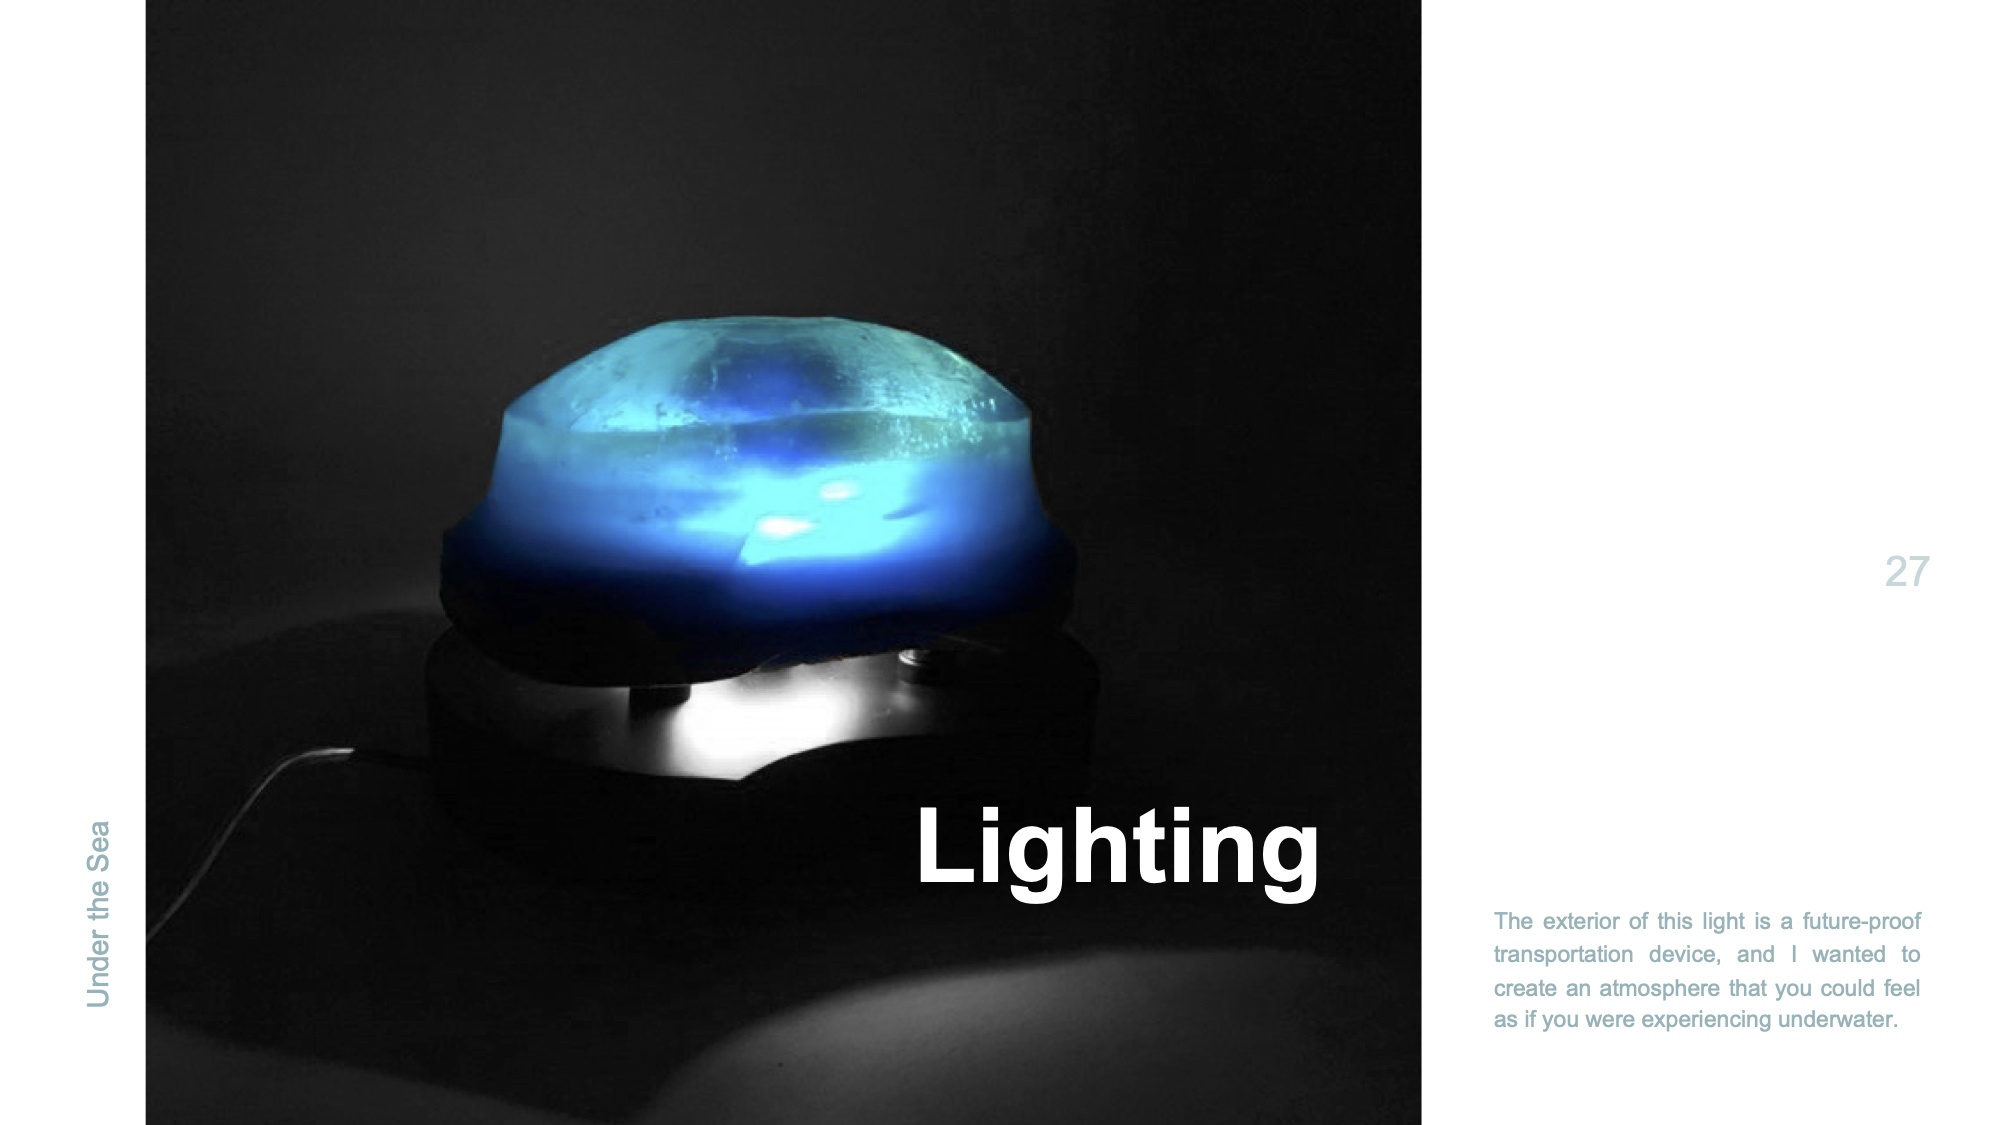 Under the Sea
Lighting
27
The exterior of this light is a future-proof
transportation device, and I wanted to
create an atmosphere that you could feel
as if you were experiencing underwater.